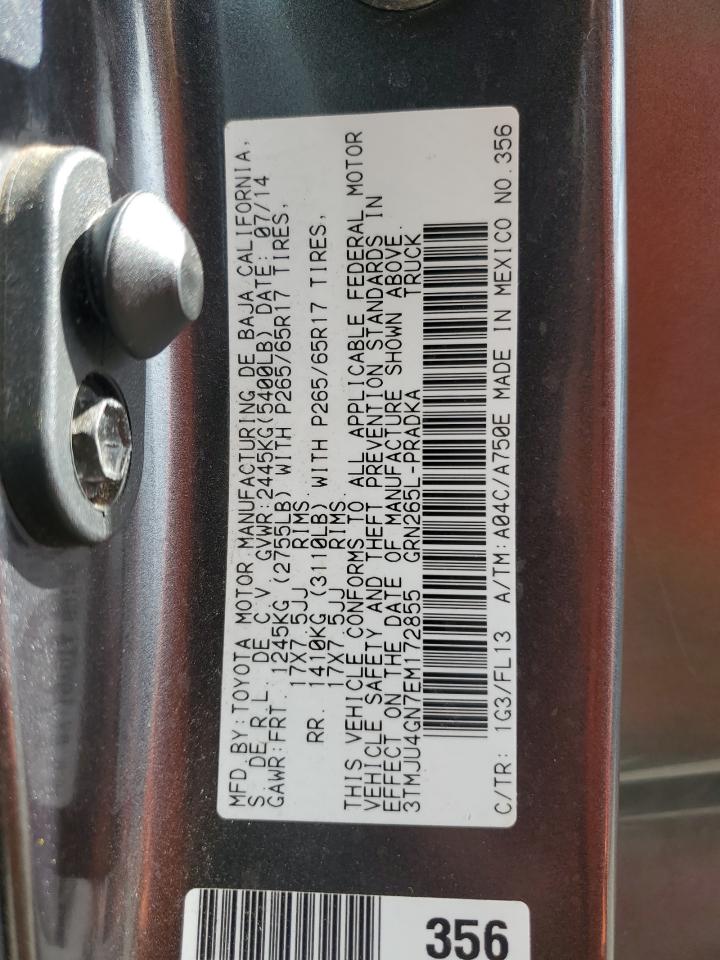 MFD.BY:TOYOTA MOTOR MANUFACTURING DE BAJA CALIFORNIA,
S. DE R.L. DE C.V. GVWR:2445KG(5400LB) DATE: 07/14
GAWR:FRT. 1245KG (2755LB) WITH P265/65R17 TIRES,
17X7.5JJ RIMS
RR. 1410KG (3110LB) WITH P265/65R17 TIRES,
17X7.5JJ RIMS
THIS VEHICLE CONFORMS TO ALL APPLICABLE FEDERAL MOTOR
VEHICLE SAFETY AND THEFT PREVENTION STANDARDS IN
EFFECT ON THE DATE OF MANUFACTURE SHOWN ABOVE.
3TMJU4GN7EM172855 GRN265L-PRADKA TRUCK
C/TR: 1G3/FL13 A/TM:A04C/A750E MADE IN MEXICO NO.356
356